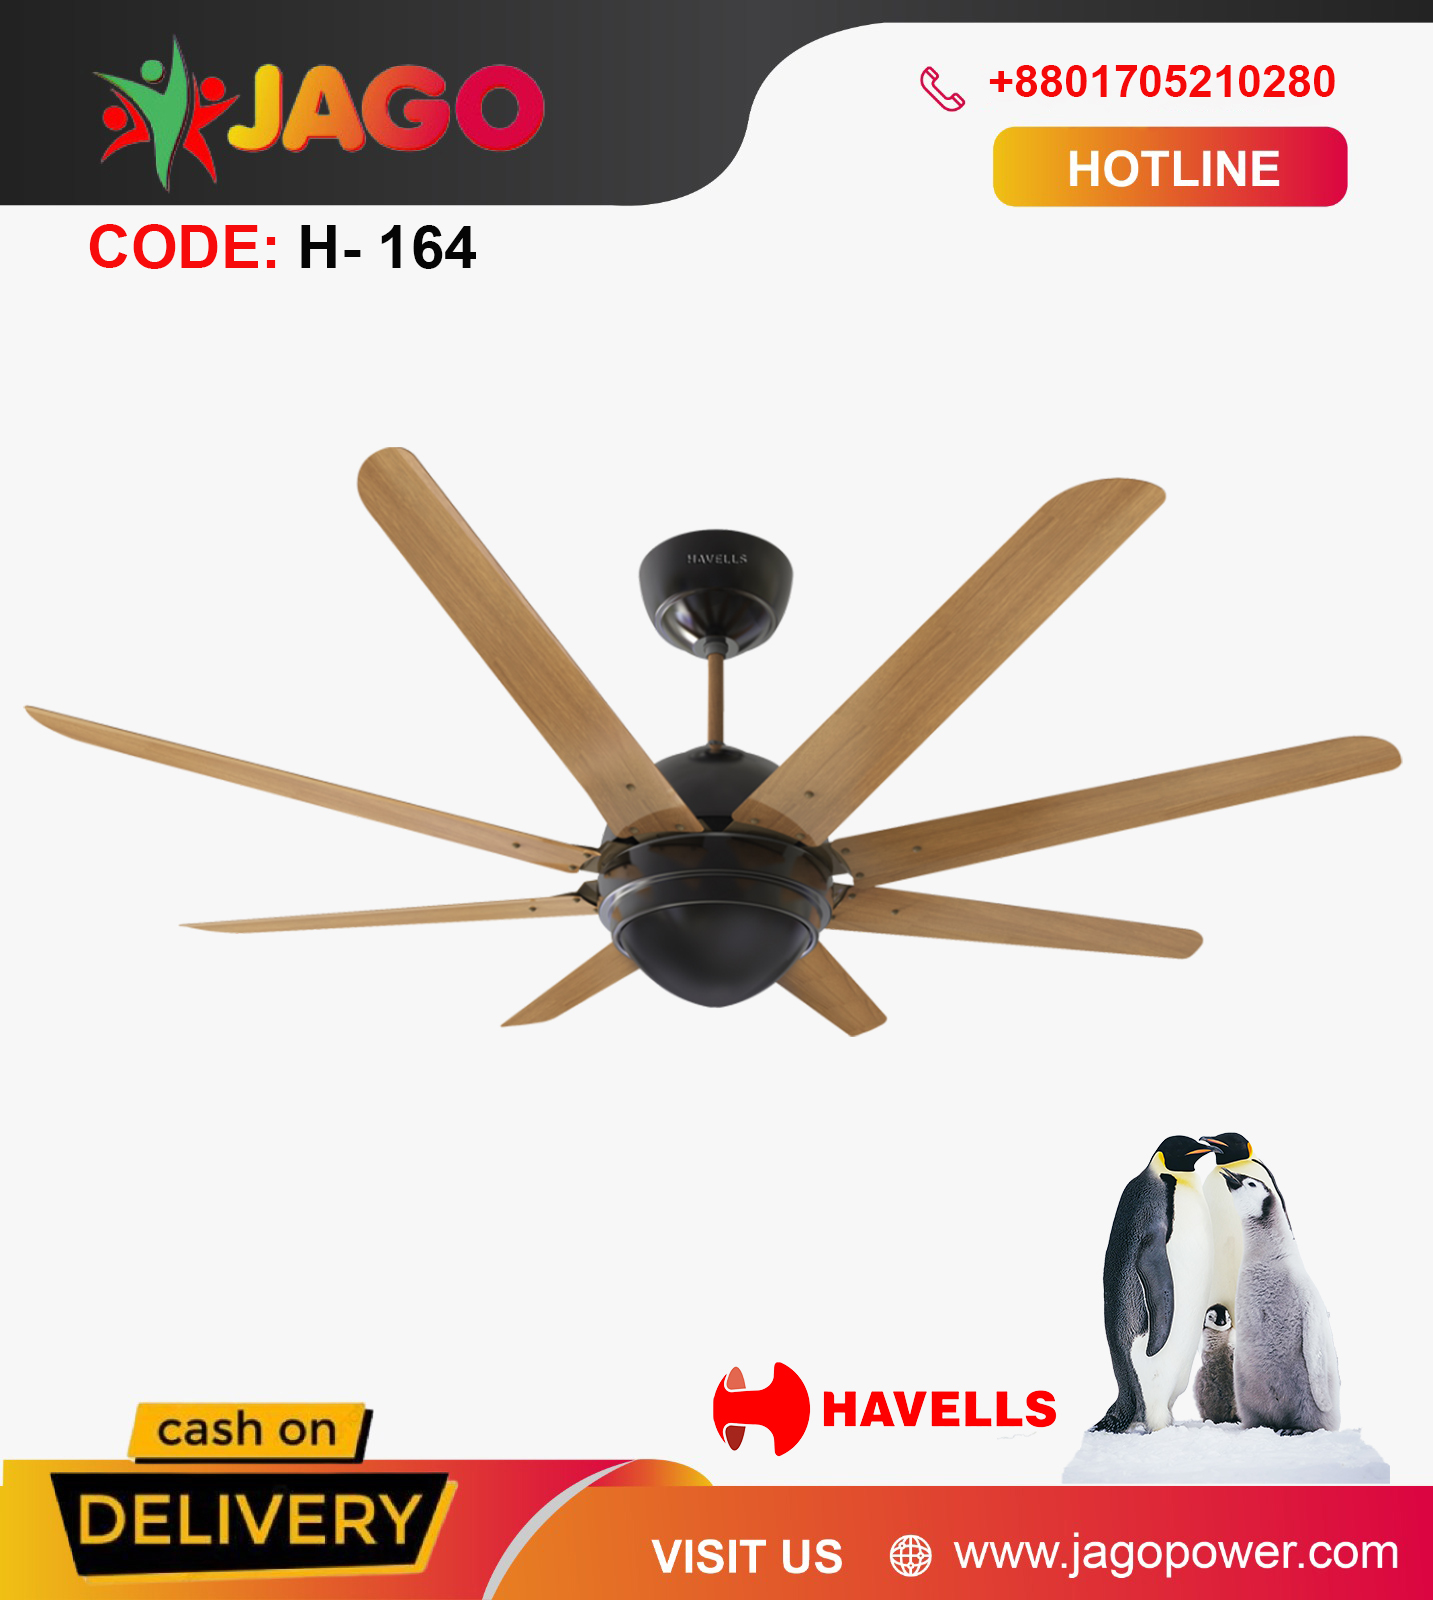 JAGO
+8801705210280
HOTLINE
CODE: H- 164
HAVELLS
HAVELLS
cash on
DELIVERY
VISIT US
www.jagopower.com